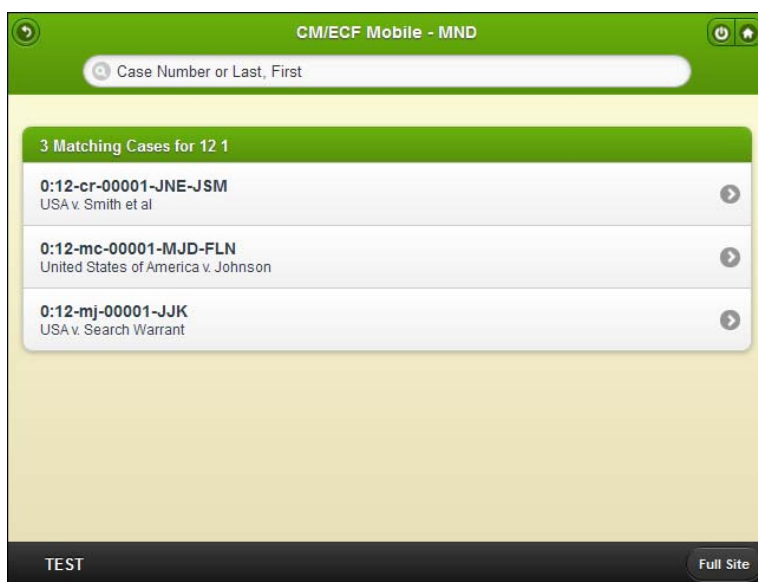 CM/ECF Mobile - MND
Case Number or Last, First
3 Matching Cases for 12 1
0:12-cr-00001-JNE-JSM
USA v. Smith et al
0:12-mc-00001-MJD-FLN
United States of America v. Johnson
0:12-mj-00001-JJK
USA v. Search Warrant
TEST
Full Site